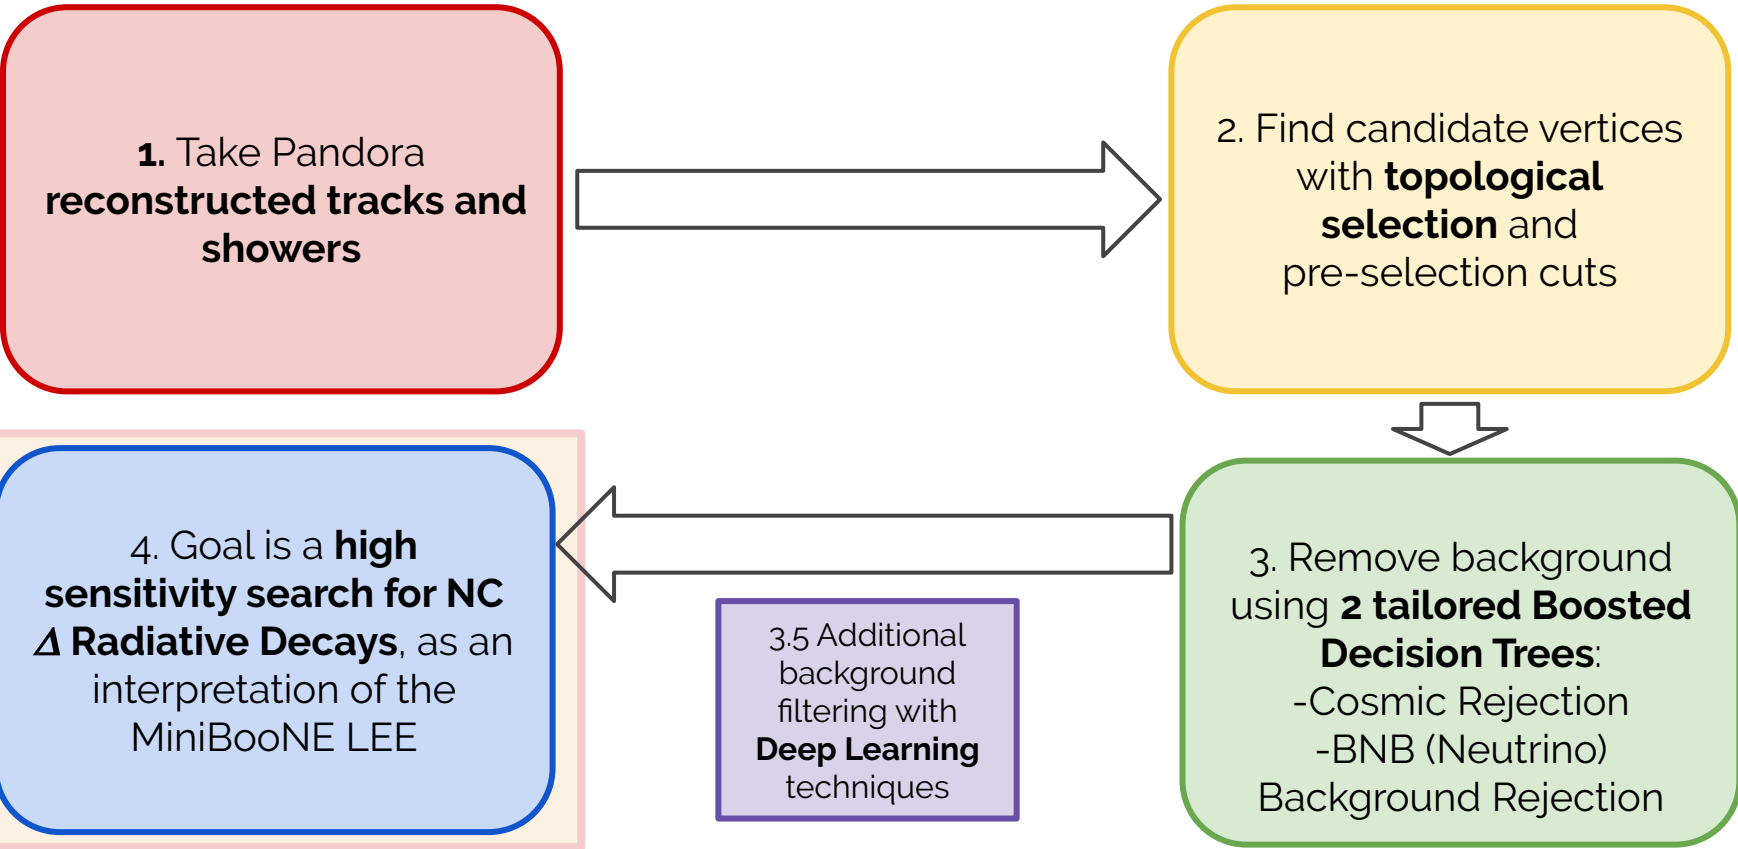 1. Take Pandora
reconstructed tracks and
showers
2. Find candidate vertices
with topological
selection and
pre-selection cuts
3. Remove background
using 2 tailored Boosted
Decision Trees:
-Cosmic Rejection
-BNB (Neutrino)
Background Rejection
3.5 Additional
background
filtering with
Deep Learning
techniques
4. Goal is a high
sensitivity search for NC
Δ Radiative Decays, as an
interpretation of the
MiniBooNE LEE